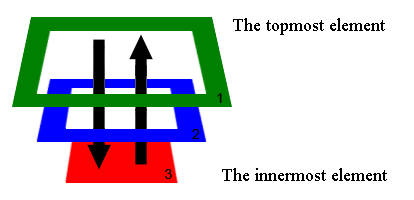 The topmost element
1
2
3
The innermost element